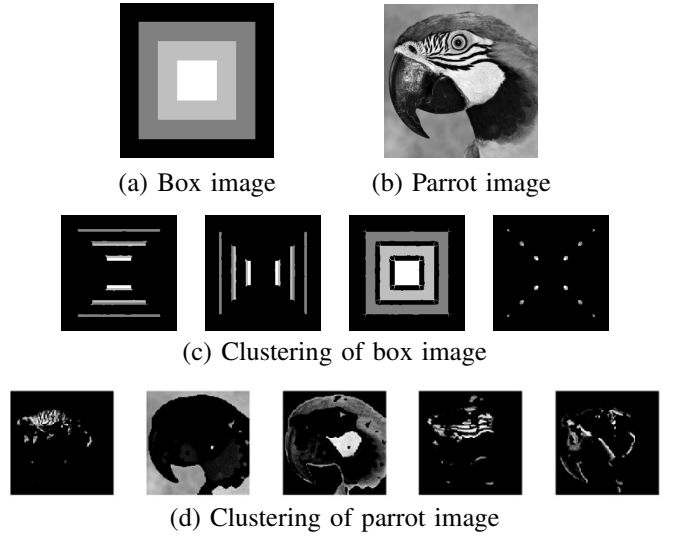 (a) Box image
(b) Parrot image
(c) Clustering of box image
(d) Clustering of parrot image